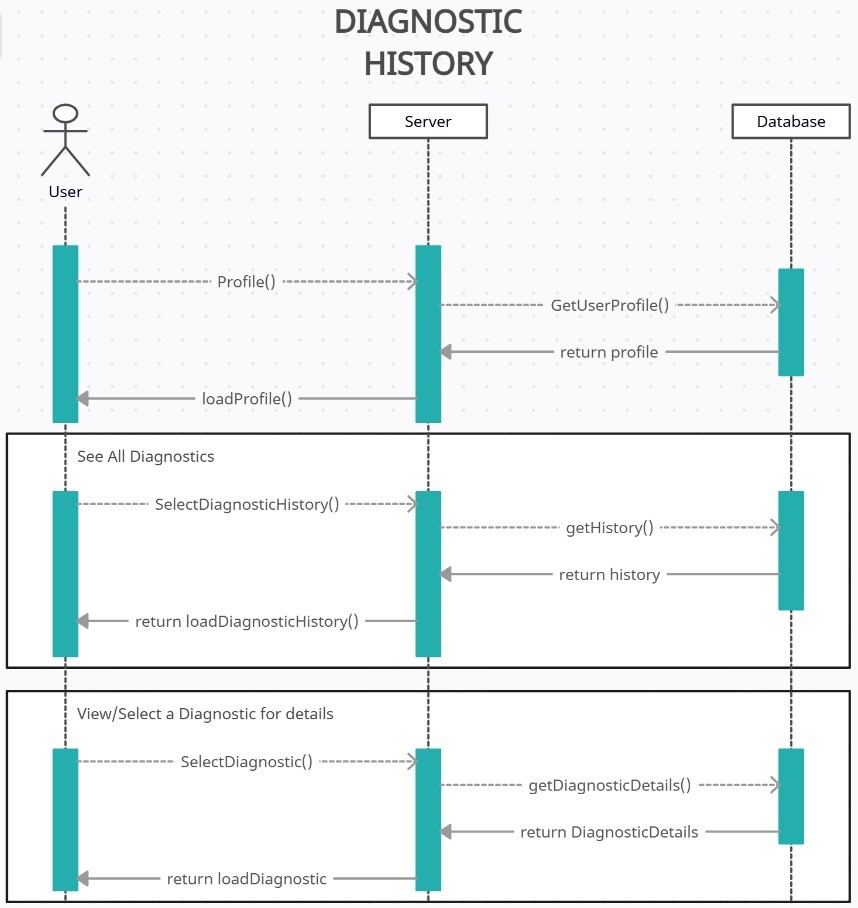 DIAGNOSTIC
HISTORY
Server
Database
User
Profile()
GetUserProfile()
return profile
loadProfile()
See All Diagnostics
SelectDiagnosticHistory()
getHistory()
return history
return loadDiagnosticHistory()
View/Select a Diagnostic for details
SelectDiagnostic()
getDiagnosticDetails()
return DiagnosticDetails
return loadDiagnostic